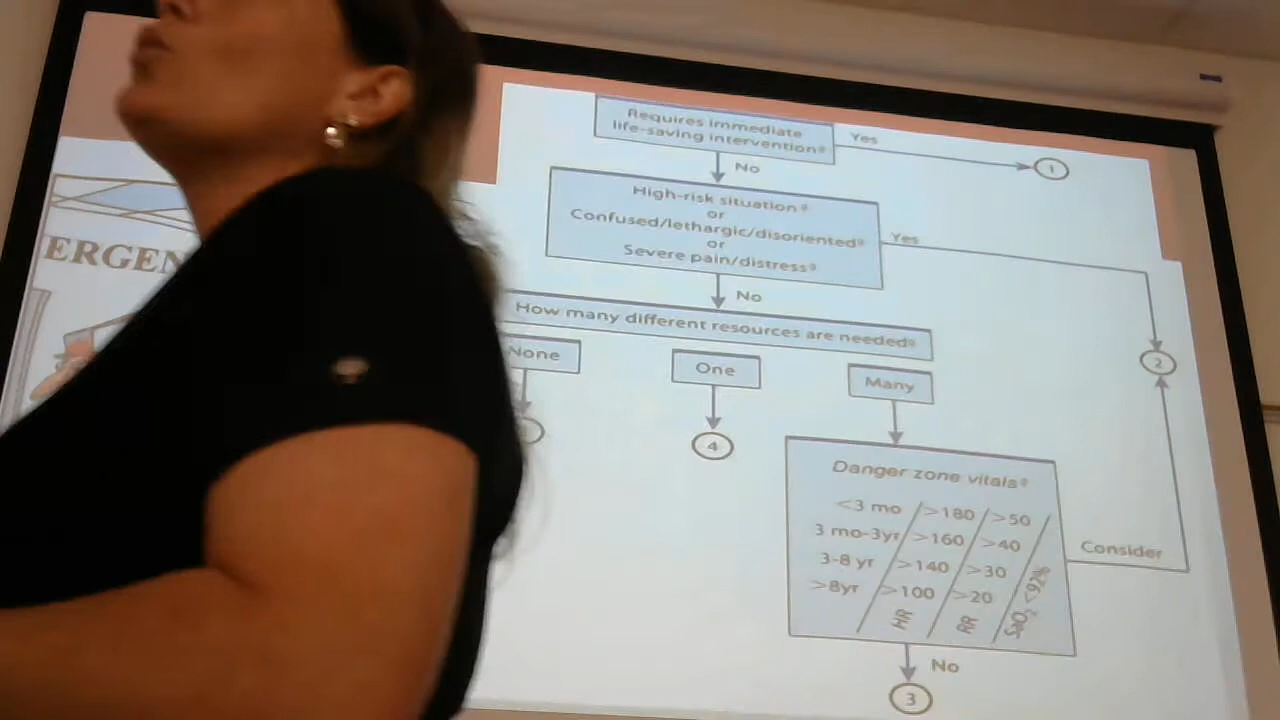 Requires immediate
life-saving intervention?
Yes
1
No
High-risk situation?
or
Confused/lethargic/disoriented?
or
Severe pain/distress?
Yes
No
2
ERGEN
How many different resources are needed?
None
One
Many
4
Danger zone vitals?
<3 mo >180 >50
3 mo-3yr >160 >40
3-8 yr >140 >30
>8yr >100 >20
HR RR SaO2 <92%
Consider
No
3